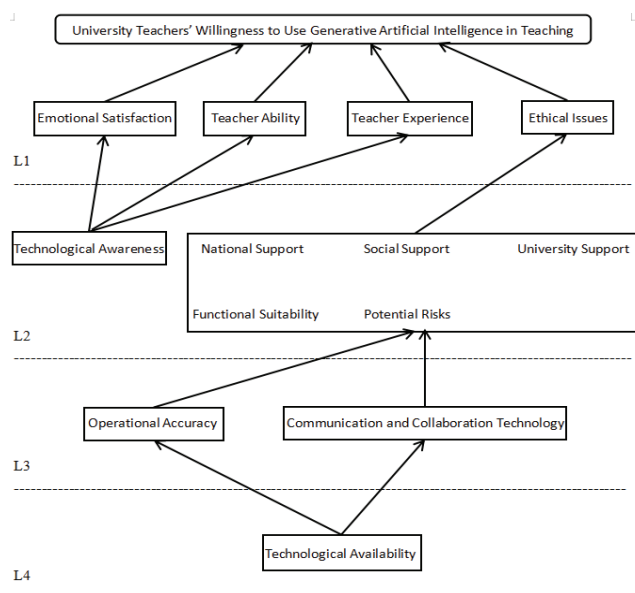 University Teachers' Willingness to Use Generative Artificial Intelligence in Teaching
Emotional Satisfaction
Teacher Ability
Teacher Experience
Ethical Issues
L1
Technological Awareness
National Support
Social Support
University Support
Functional Suitability
Potential Risks
L2
Operational Accuracy
Communication and Collaboration Technology
L3
Technological Availability
L4